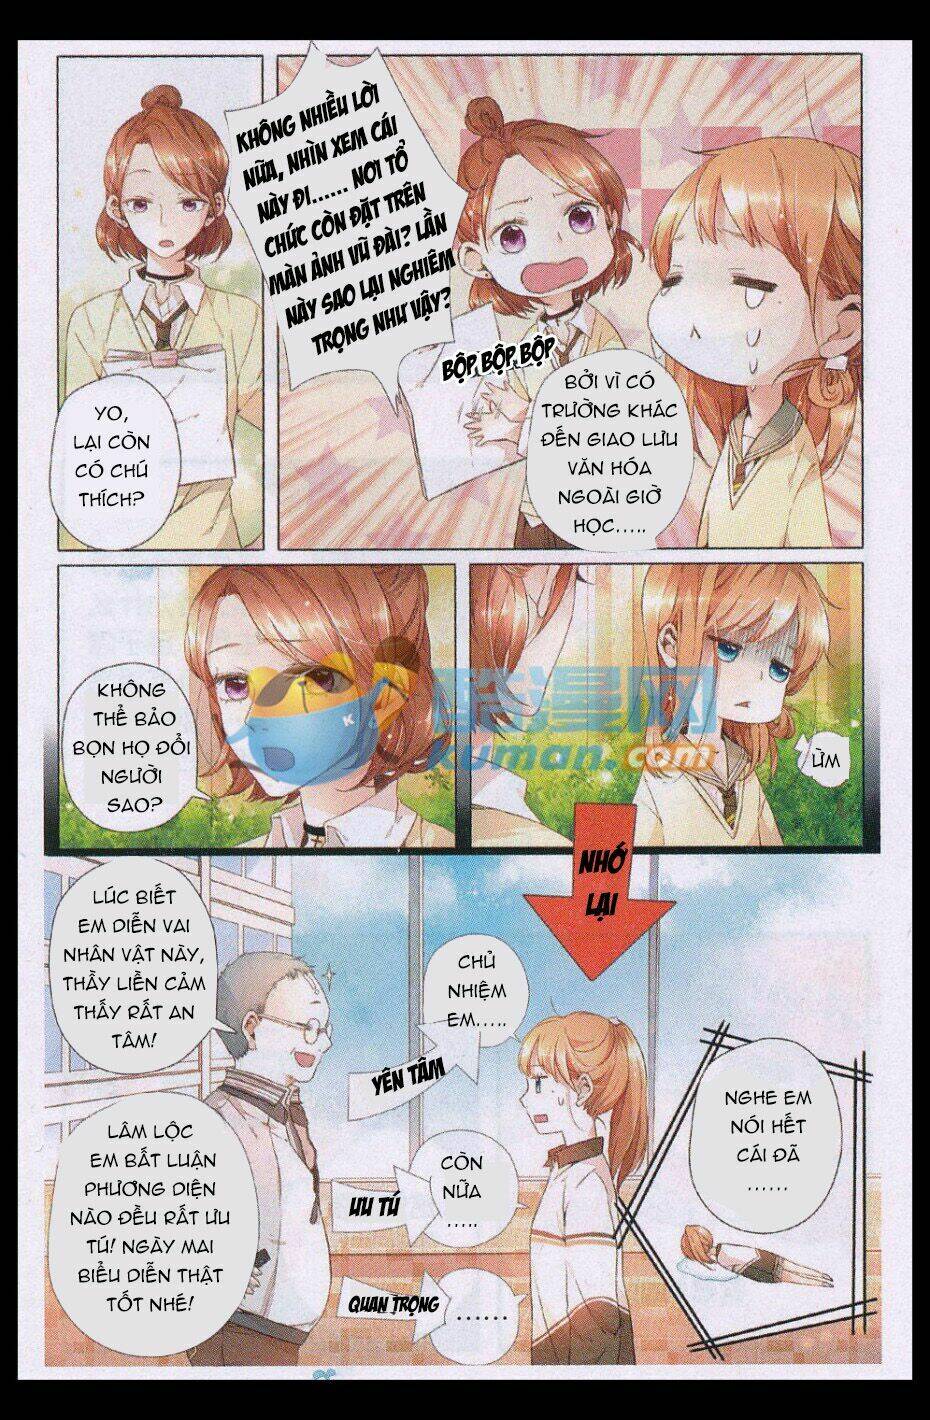 YO,
LẠI CÒN
CÓ CHÚ
THÍCH?
KHÔNG NHIỀU LỜI
NỮA, NHÌN XEM CÁI
NÀY ĐI...... NƠI TỔ
CHỨC CÒN ĐẶT TRÊN
MÀN ẢNH VŨ ĐÀI? LẦN
NÀY SAO LẠI NGHIÊM
TRỌNG NHƯ VẬY?
BỘP BỘP BỘP
BỞI VÌ CÓ
TRƯỜNG KHÁC
ĐẾN GIAO LƯU
VĂN HÓA
NGOÀI GIỜ
HỌC.....
KHÔNG
THỂ BẢO
BỌN HỌ ĐỔI
NGƯỜI
SAO?
ỪM
K
酷漫网
kuman.com
NHỚ
LẠI
LÚC BIẾT
EM DIỄN VAI
NHÂN VẬT NÀY,
THẦY LIỀN CẢM
THẤY RẤT AN
TÂM!
CHỦ
NHIỆM
EM.....
YÊN TÂM
LÂM LỘC
EM BẤT LUẬN
PHƯƠNG DIỆN
NÀO ĐỀU RẤT ƯU
TÚ! NGÀY MAI
BIỂU DIỄN THẬT
TỐT NHÉ!
CÒN
NỮA
.....
ƯU TÚ
QUAN TRỌNG
......
NGHE EM
NÓI HẾT
CÁI ĐÃ
......